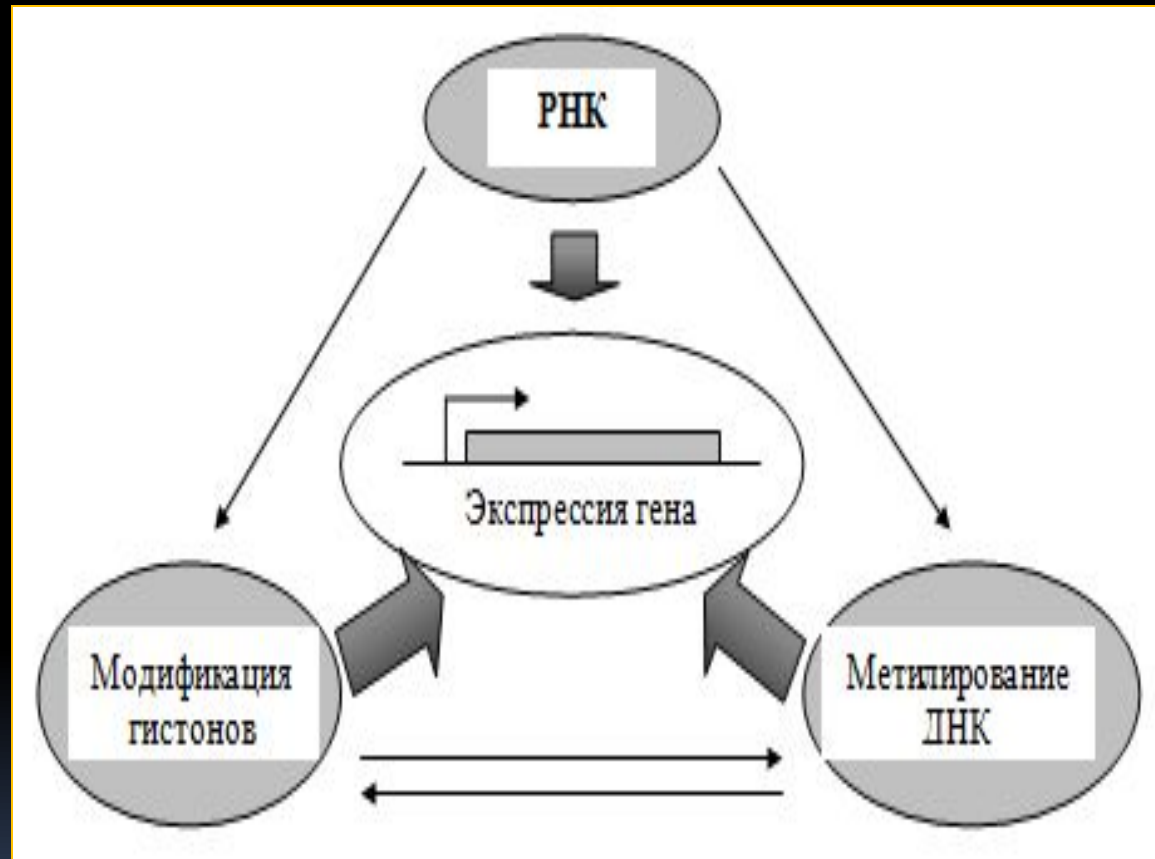 РНК
Экспрессия гена
Модификация
гистонов
Метилирование
ДНК